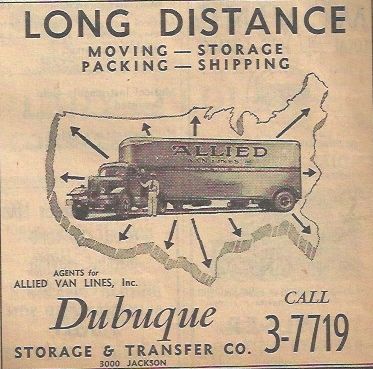 LONG DISTANCE
MOVING — STORAGE
PACKING — SHIPPING
ALLIED
VAN LINES, INC.
AGENTS for
ALLIED VAN LINES, Inc.
Dubuque
STORAGE & TRANSFER CO.
3000 JACKSON
CALL
3-7719